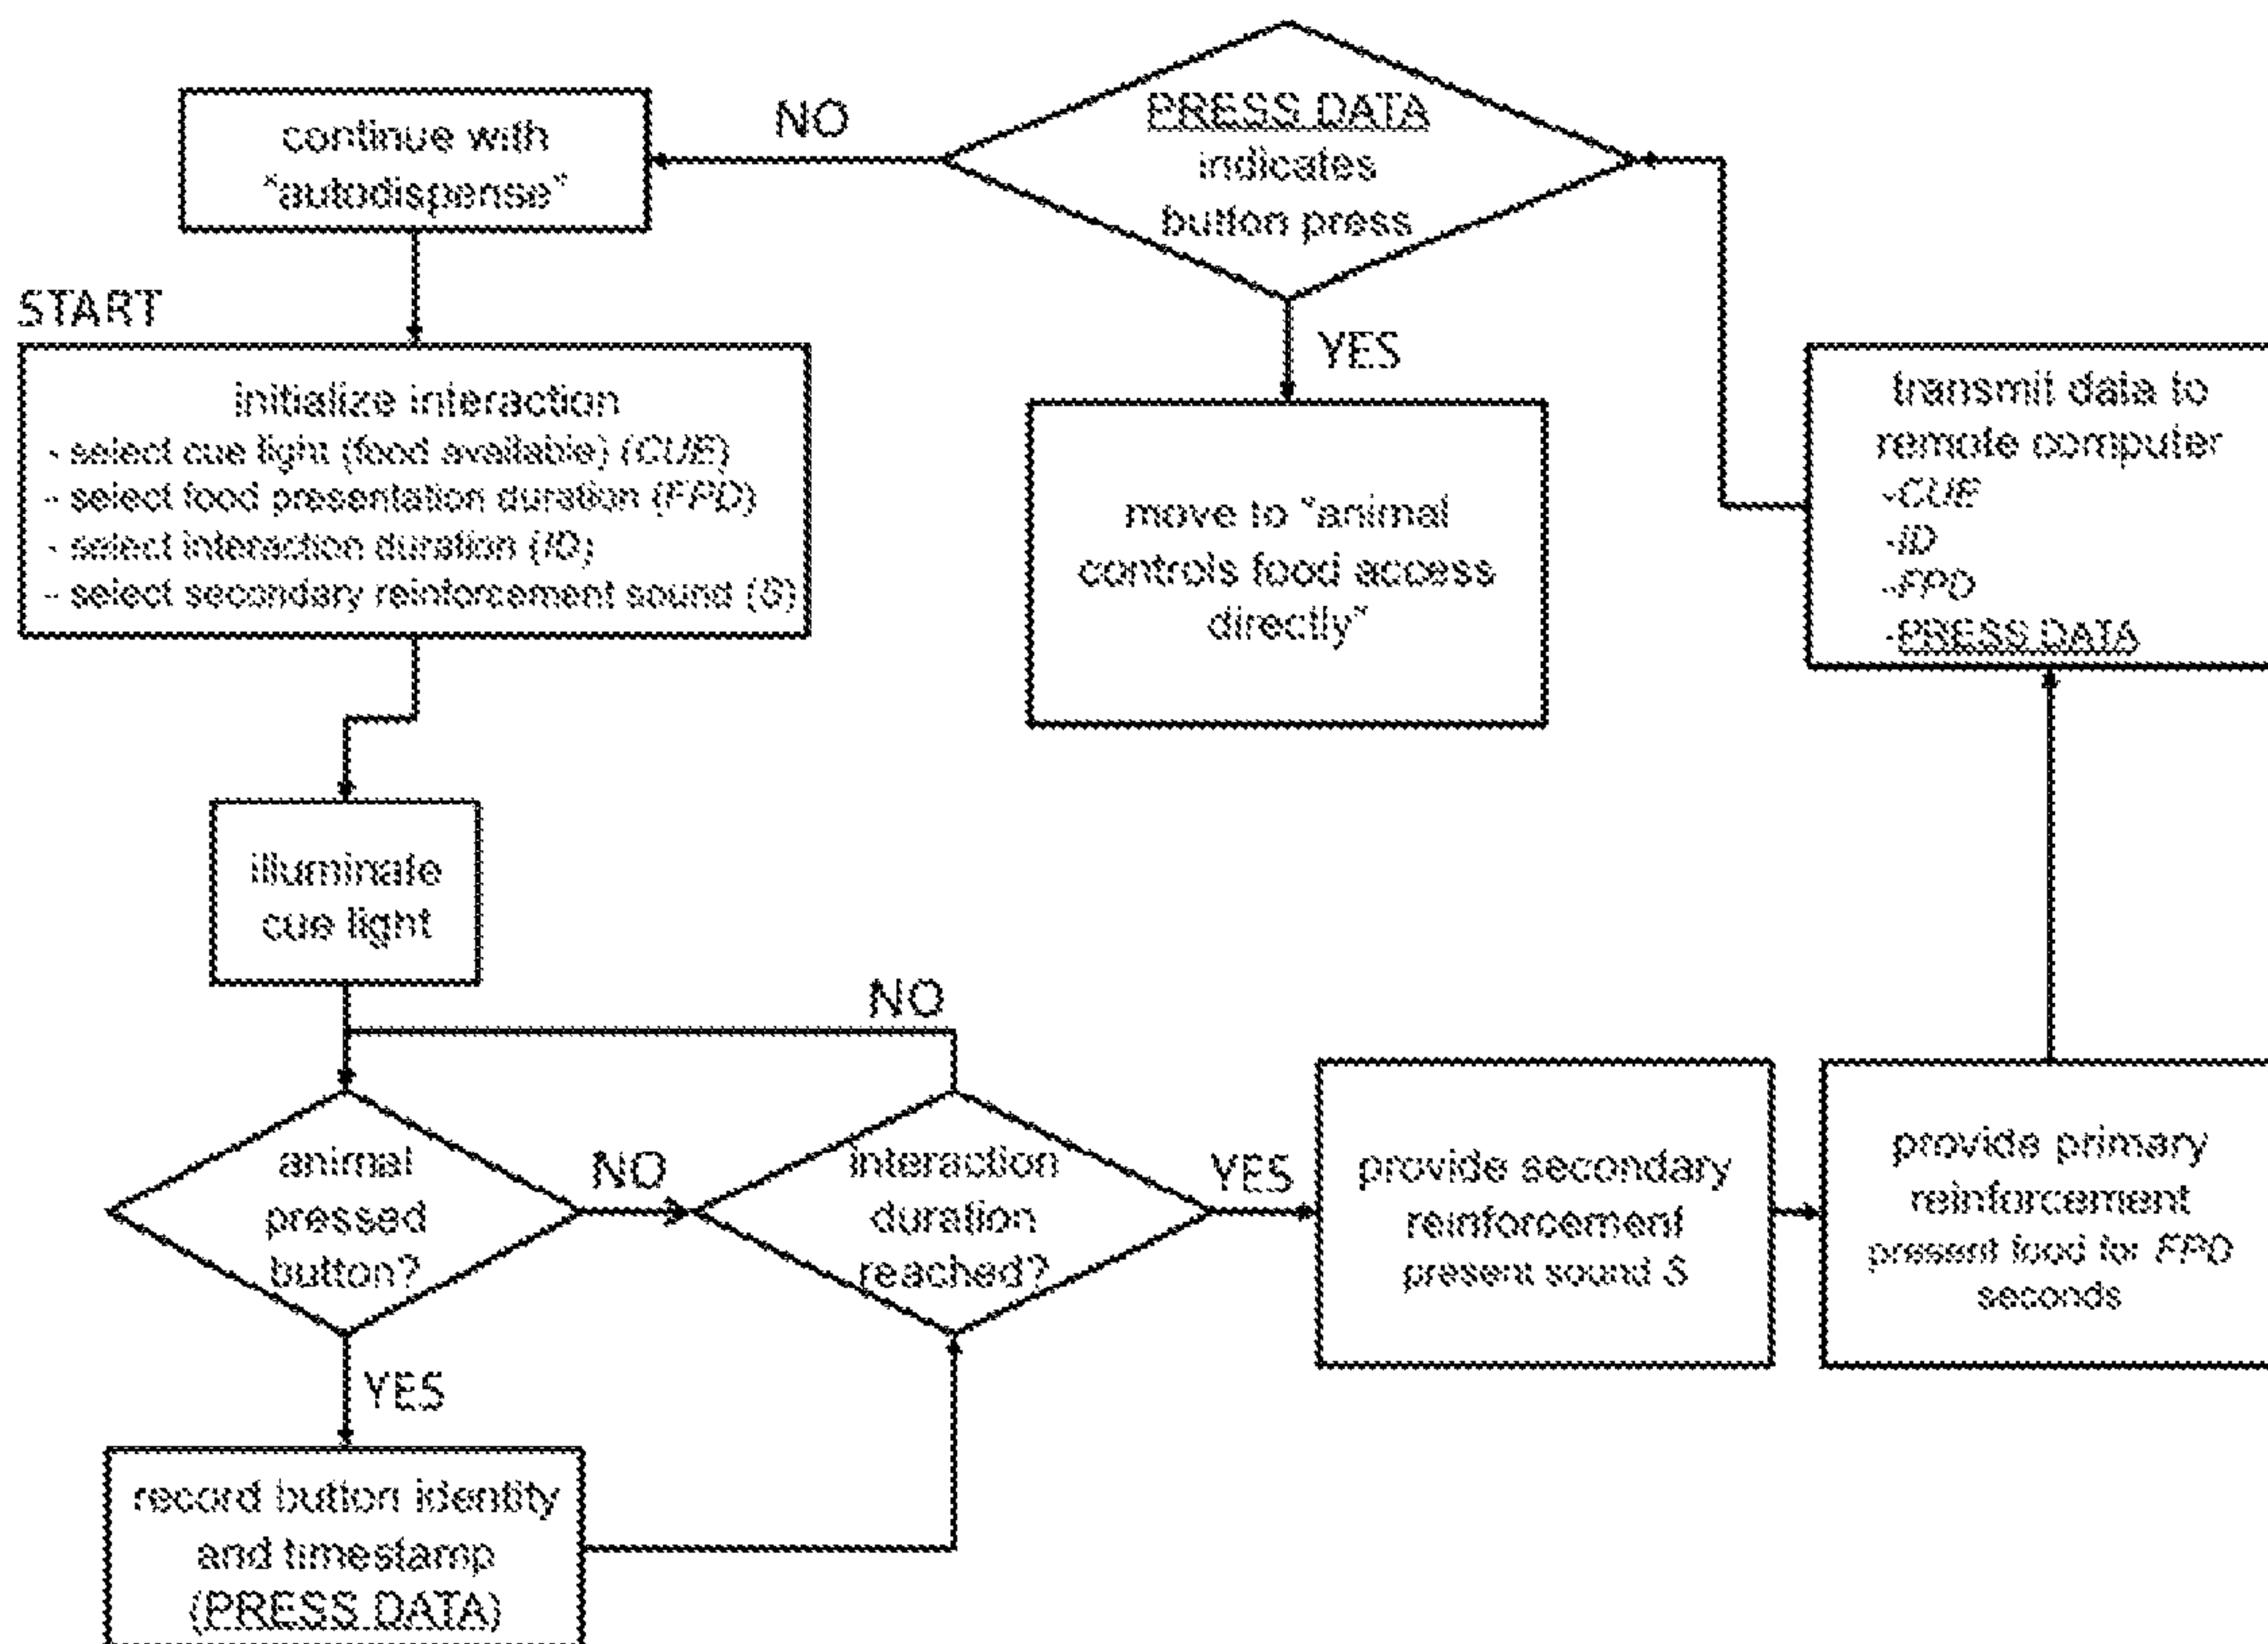 continue with
"autodispense"
NO
PRESS DATA
indicates
button press
START
YES
initialize interaction
- select cue light (food available) (CUE)
- select food presentation duration (FPD)
- select interaction duration (ID)
- select secondary reinforcement sound (S)
move to "animal
controls food access
directly"
transmit data to
remote computer
-CUE
-ID
-FPD
-PRESS DATA
illuminate
cue light
NO
animal
pressed
button?
NO
interaction
duration
reached?
YES
provide secondary
reinforcement
present sound S
provide primary
reinforcement
present food for FPD
seconds
YES
record button identity
and timestamp
(PRESS DATA)